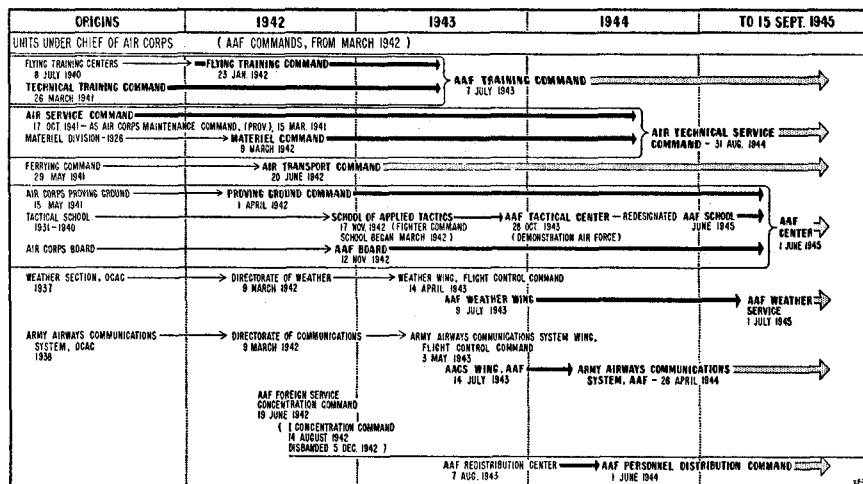 ORIGINS 1942 1943 1944 TO 15 SEPT. 1945
UNITS UNDER CHIEF OF AIR CORPS ( AAF COMMANDS, FROM MARCH 1942 )
FLYING TRAINING CENTERS
8 JULY 1940
FLYING TRAINING COMMAND
23 JAN. 1942
TECHNICAL TRAINING COMMAND
26 MARCH 1941
AAF TRAINING COMMAND
7 JULY 1943
AIR SERVICE COMMAND
17 OCT. 1941 — AS AIR CORPS MAINTENANCE COMMAND, (PROV.), 15 MAR. 1941
MATERIEL DIVISION-1926
MATERIEL COMMAND
9 MARCH 1942
AIR TECHNICAL SERVICE
COMMAND - 31 AUG. 1944
FERRYING COMMAND
29 MAY 1941
AIR TRANSPORT COMMAND
20 JUNE 1942
AIR CORPS PROVING GROUND
15 MAY 1941
PROVING GROUND COMMAND
1 APRIL 1942
TACTICAL SCHOOL
1931-1940
SCHOOL OF APPLIED TACTICS
17 NOV. 1942 (FIGHTER COMMAND
SCHOOL BEGAN MARCH 1942 )
AAF TACTICAL CENTER — REDESIGNATED
28 OCT. 1943
(DEMONSTRATION AIR FORCE)
AAF SCHOOL
JUNE 1945
AIR CORPS BOARD
AAF BOARD
12 NOV 1942
AAF
CENTER
1 JUNE 1945
WEATHER SECTION, OCAC
1937
DIRECTORATE OF WEATHER
9 MARCH 1942
WEATHER WING, FLIGHT CONTROL COMMAND
14 APRIL 1943
AAF WEATHER WING
9 JULY 1943
AAF WEATHER
SERVICE
1 JULY 1945
ARMY AIRWAYS COMMUNICATIONS
SYSTEM, OCAC
1938
DIRECTORATE OF COMMUNICATIONS
9 MARCH 1942
ARMY AIRWAYS COMMUNICATIONS SYSTEM WING,
FLIGHT CONTROL COMMAND
3 MAY 1943
AACS WING, AAF
14 JULY 1943
ARMY AIRWAYS COMMUNICATIONS
SYSTEM, AAF - 26 APRIL 1944
AAF FOREIGN SERVICE
CONCENTRATION COMMAND
19 JUNE 1942
( I CONCENTRATION COMMAND
14 AUGUST 1942
DISBANDED 5 DEC. 1942 )
AAF REDISTRIBUTION CENTER
7 AUG. 1943
AAF PERSONNEL DISTRIBUTION COMMAND
1 JUNE 1944